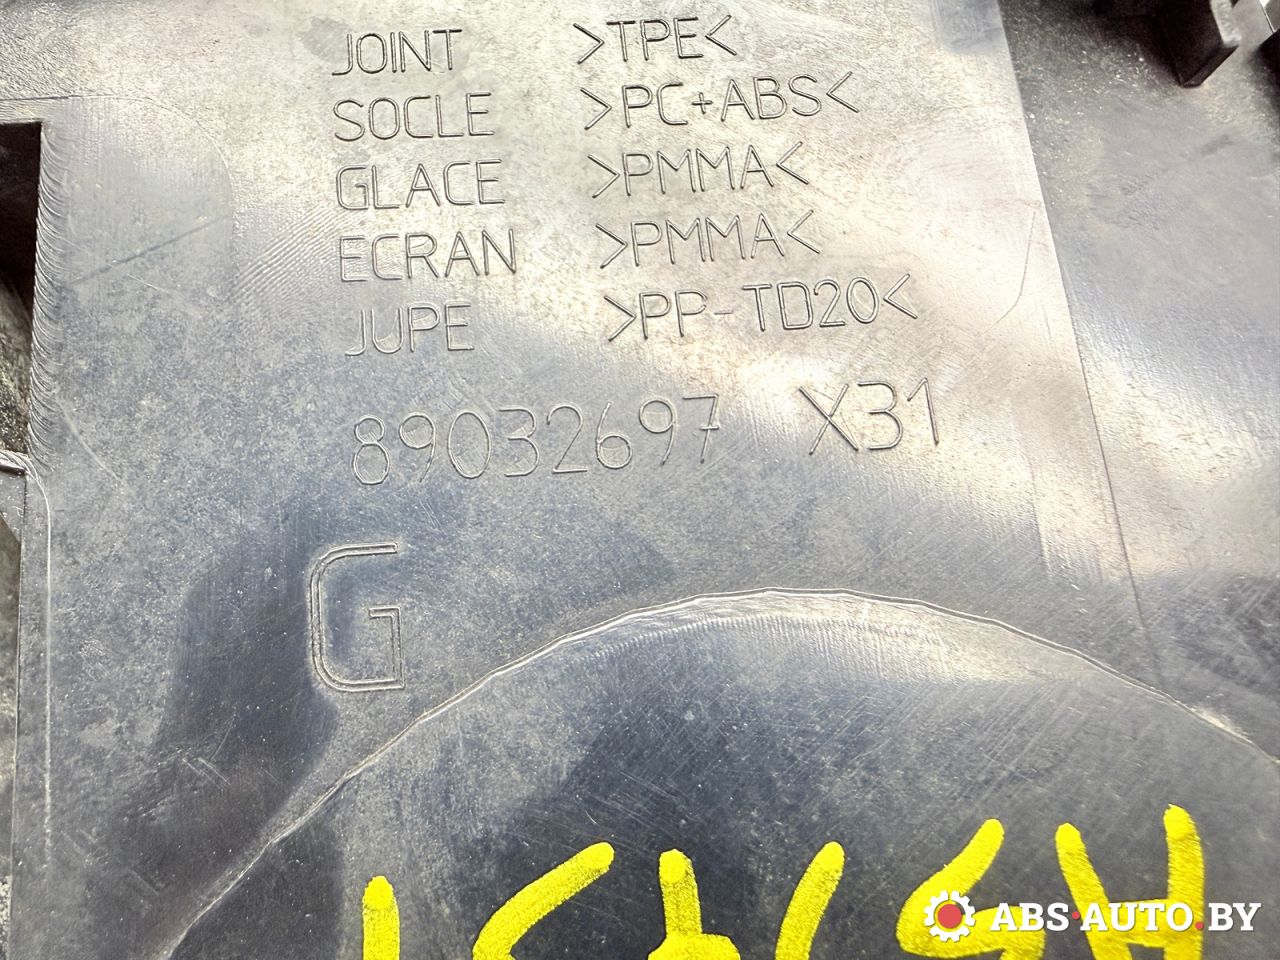 JOINT >TPE<
SOCLE >PC+ABS<
GLACE >PMMA<
ECRAN >PMMA<
JUPE >PP-TD20<
89032697 X31
G
ABS-AUTO.BY